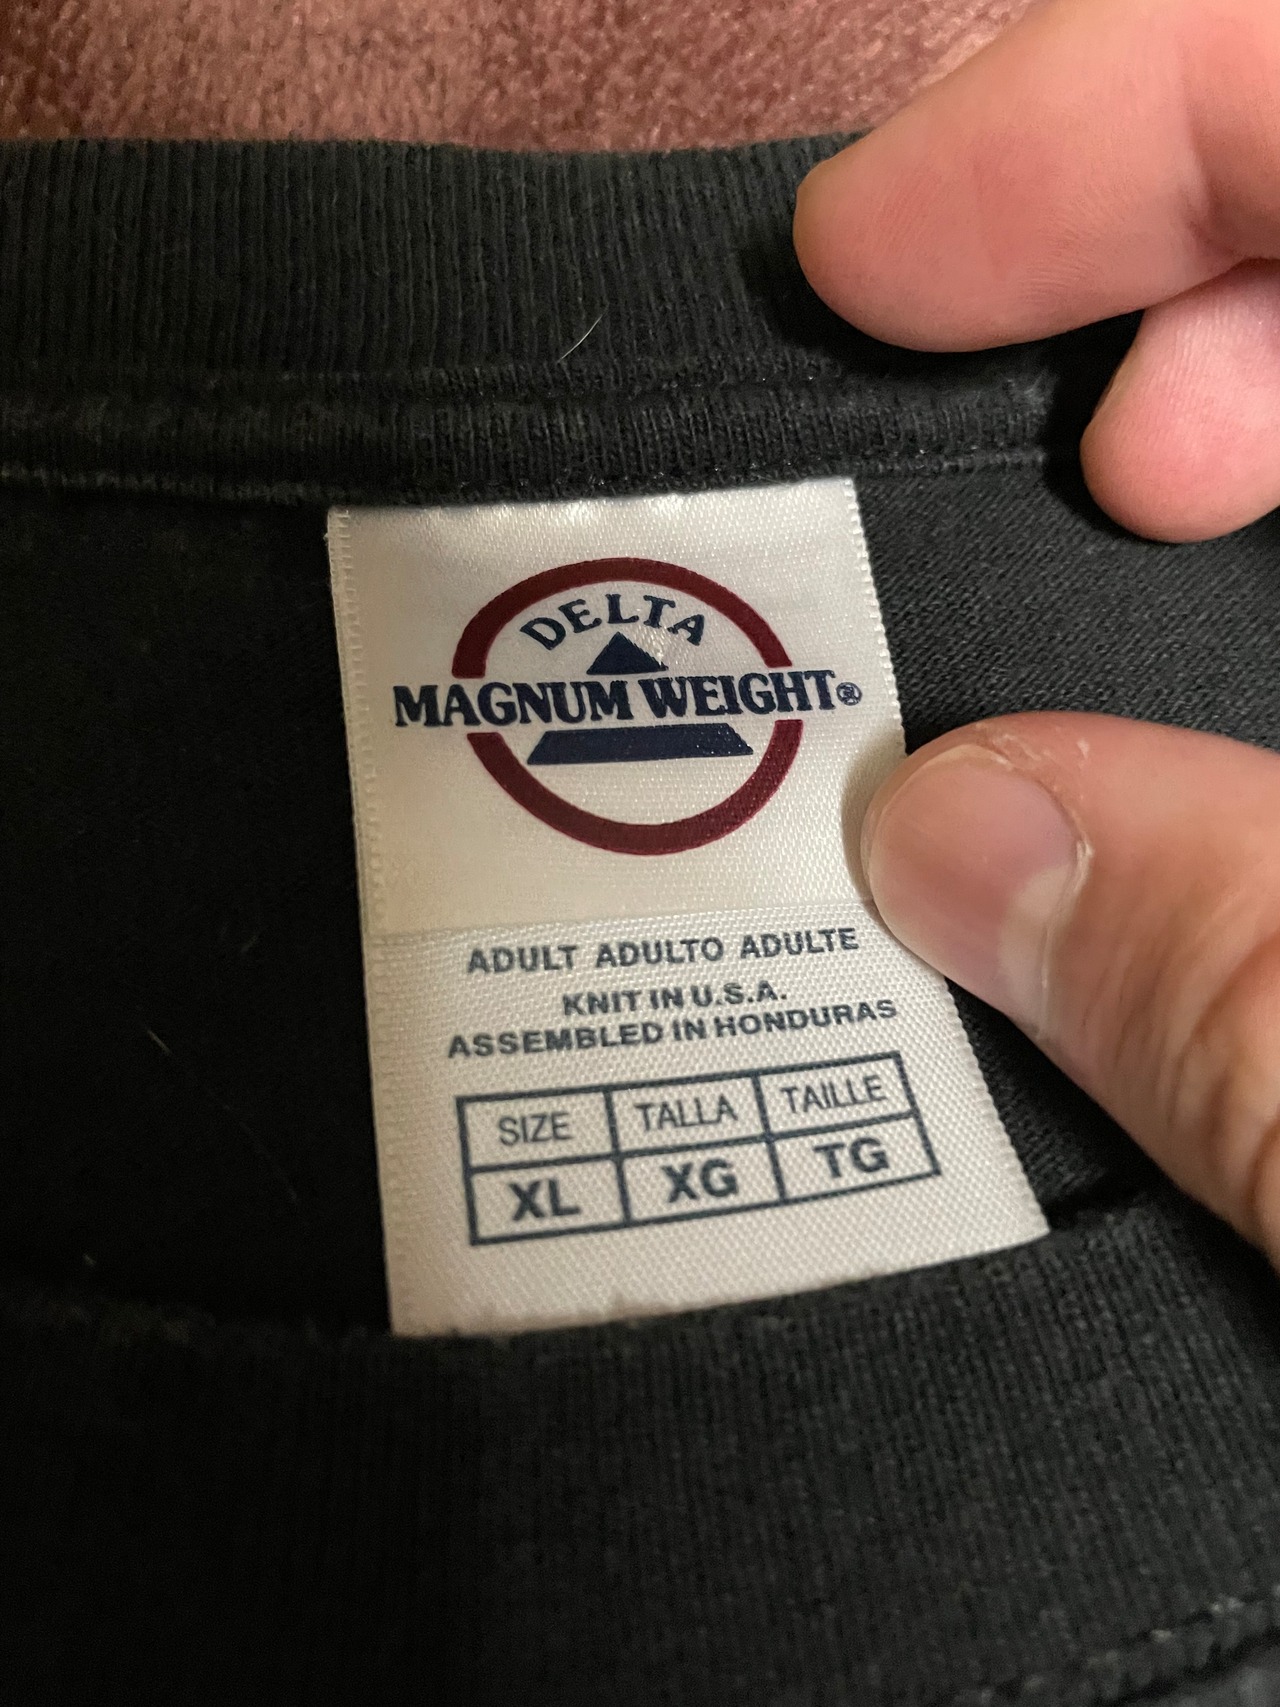 DELTA
MAGNUM WEIGHT®
ADULT ADULTO ADULTE
KNIT IN U.S.A.
ASSEMBLED IN HONDURAS
SIZE TALLA TAILLE
XL XG TG